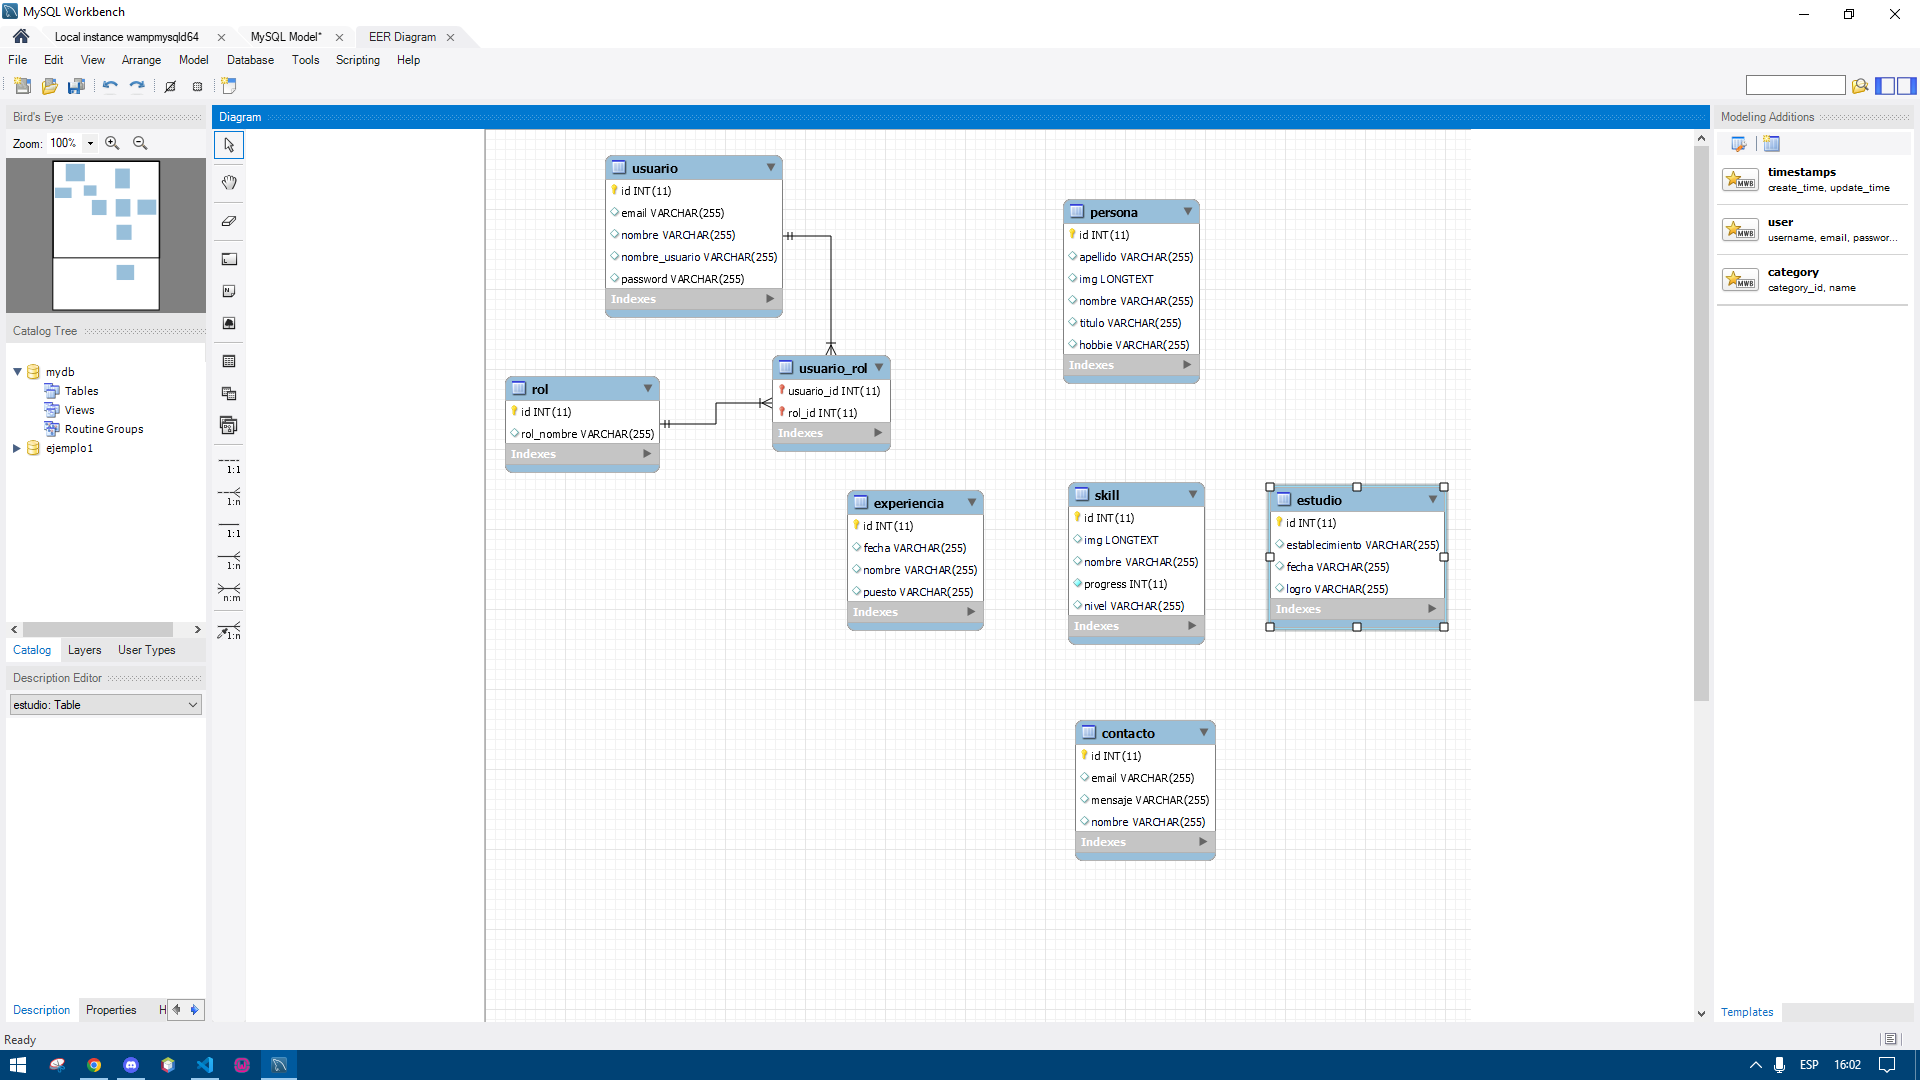 MySQL Workbench
Local instance wampmysqld64
MySQL Model*
EER Diagram
File Edit View Arrange Model Database Tools Scripting Help
Bird's Eye
Zoom: 100%
Diagram
Modeling Additions
timestamps
create_time, update_time
user
username, email, passwor...
category
category_id, name
Templates
Catalog Tree
mydb
Tables
Views
Routine Groups
ejemplo1
Catalog Layers User Types
Description Editor
estudio: Table
Description Properties H
1:1
1:n
1:1
1:n
n:m
1:n
usuario
id INT(11)
email VARCHAR(255)
nombre VARCHAR(255)
nombre_usuario VARCHAR(255)
password VARCHAR(255)
Indexes
rol
id INT(11)
rol_nombre VARCHAR(255)
Indexes
usuario_rol
usuario_id INT(11)
rol_id INT(11)
Indexes
persona
id INT(11)
apellido VARCHAR(255)
img LONGTEXT
nombre VARCHAR(255)
titulo VARCHAR(255)
hobbie VARCHAR(255)
Indexes
experiencia
id INT(11)
fecha VARCHAR(255)
nombre VARCHAR(255)
puesto VARCHAR(255)
Indexes
skill
id INT(11)
img LONGTEXT
nombre VARCHAR(255)
progress INT(11)
nivel VARCHAR(255)
Indexes
estudio
id INT(11)
establecimiento VARCHAR(255)
fecha VARCHAR(255)
logro VARCHAR(255)
Indexes
contacto
id INT(11)
email VARCHAR(255)
mensaje VARCHAR(255)
nombre VARCHAR(255)
Indexes
Ready
ESP 16:02